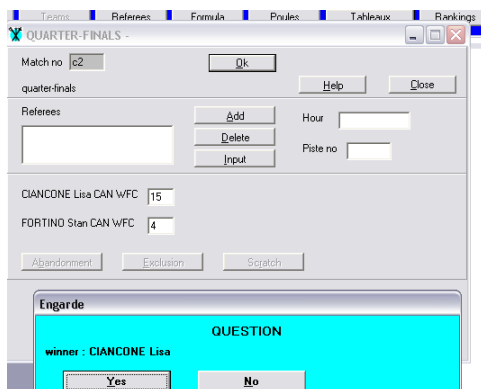 Teams Referees Formula Poules Tableaux Rankings
QUARTER-FINALS -
Match no c2 Ok
quarter-finals Help Close
Referees Add Hour
Delete
Input Piste no
CIANCONE Lisa CAN WFC 15
FORTINO Stan CAN WFC 4
Abandonment Exclusion Scratch
Engarde
QUESTION
winner : CIANCONE Lisa
Yes No